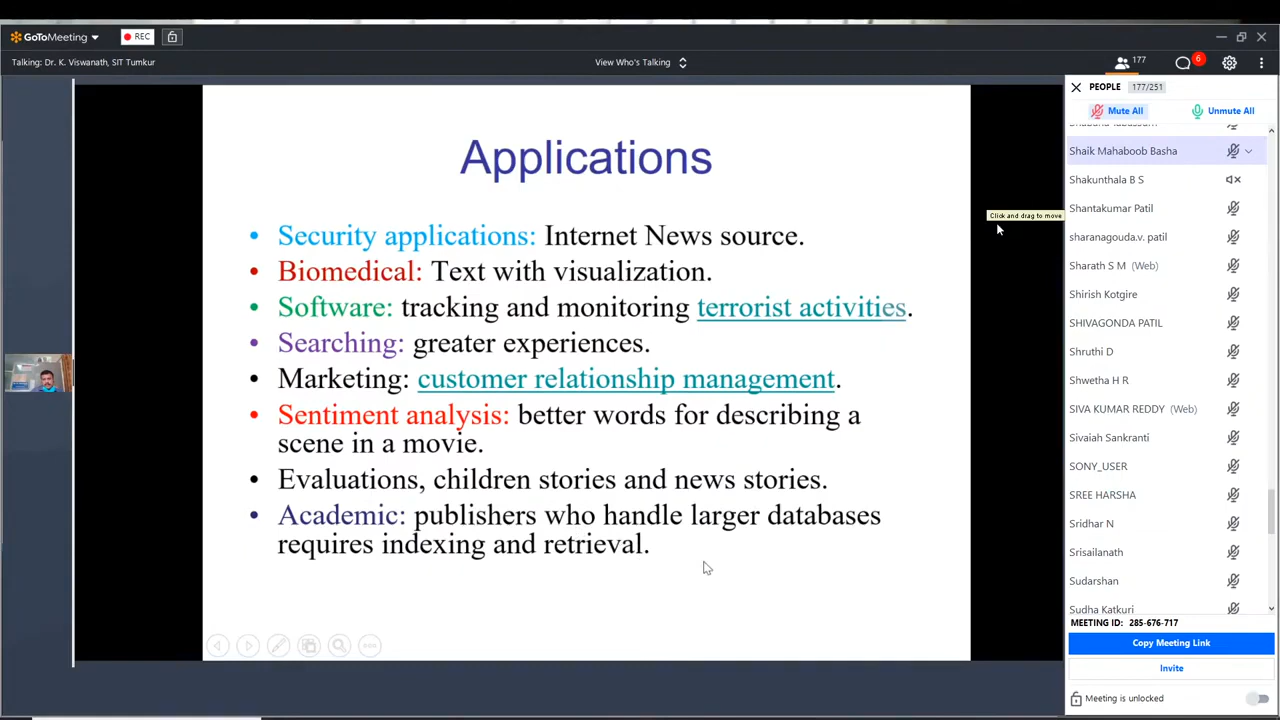 GoToMeeting
REC
Talking: Dr. K. Viswanath, SIT Tumkur
View Who's Talking
177
6
PEOPLE 177/251
Mute All
Unmute All
Shaik Mahaboob Basha
Shakunthala B S
Shantakumar Patil
sharanagouda.v. patil
Sharath S M (Web)
Shirish Kotgire
SHIVAGONDA PATIL
Shruthi D
Shwetha H R
SIVA KUMAR REDDY (Web)
Sivaiah Sankranti
SONY_USER
SREE HARSHA
Sridhar N
Srisailanath
Sudarshan
Sudha Katkuri
MEETING ID: 285-676-717
Copy Meeting Link
Invite
Meeting is unlocked
Click and drag to move
Applications
• Security applications: Internet News source.
• Biomedical: Text with visualization.
• Software: tracking and monitoring terrorist activities.
• Searching: greater experiences.
• Marketing: customer relationship management.
• Sentiment analysis: better words for describing a
scene in a movie.
• Evaluations, children stories and news stories.
• Academic: publishers who handle larger databases
requires indexing and retrieval.